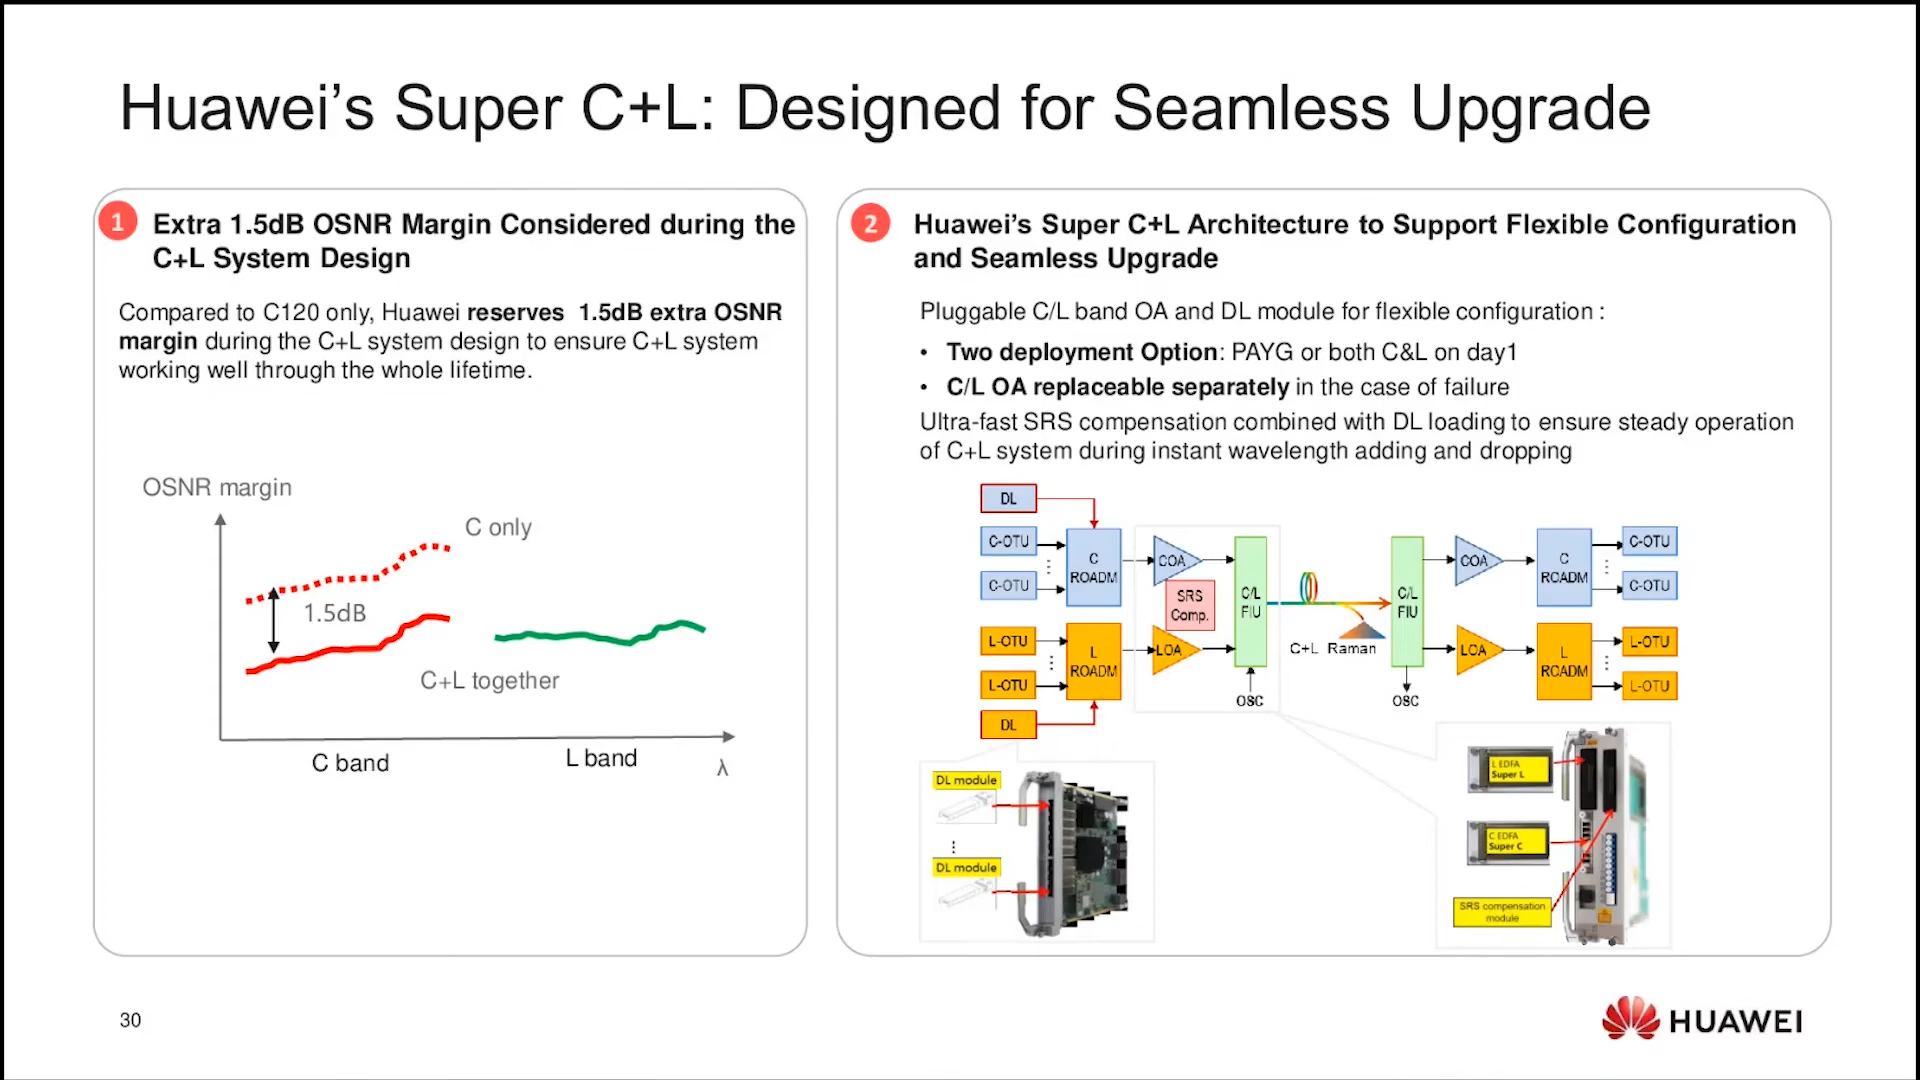 Huawei’s Super C+L: Designed for Seamless Upgrade
1
Extra 1.5dB OSNR Margin Considered during the
C+L System Design
Compared to C120 only, Huawei reserves 1.5dB extra OSNR
margin during the C+L system design to ensure C+L system
working well through the whole lifetime.
OSNR margin
C only
1.5dB
C+L together
C band
L band
λ
2
Huawei’s Super C+L Architecture to Support Flexible Configuration
and Seamless Upgrade
Pluggable C/L band OA and DL module for flexible configuration :
• Two deployment Option: PAYG or both C&L on day1
• C/L OA replaceable separately in the case of failure
Ultra-fast SRS compensation combined with DL loading to ensure steady operation
of C+L system during instant wavelength adding and dropping
DL
C-OTU
C-OTU
C
ROADM
COA
SRS
Comp.
C/L
FIU
L-OTU
L-OTU
DL
L
ROADM
LOA
OSC
C+L Raman
C/L
FIU
OSC
COA
LOA
C
ROADM
L
ROADM
C-OTU
C-OTU
L-OTU
L-OTU
DL module
DL module
L EDFA
Super L
C EDFA
Super C
SRS compensation
module
30
HUAWEI